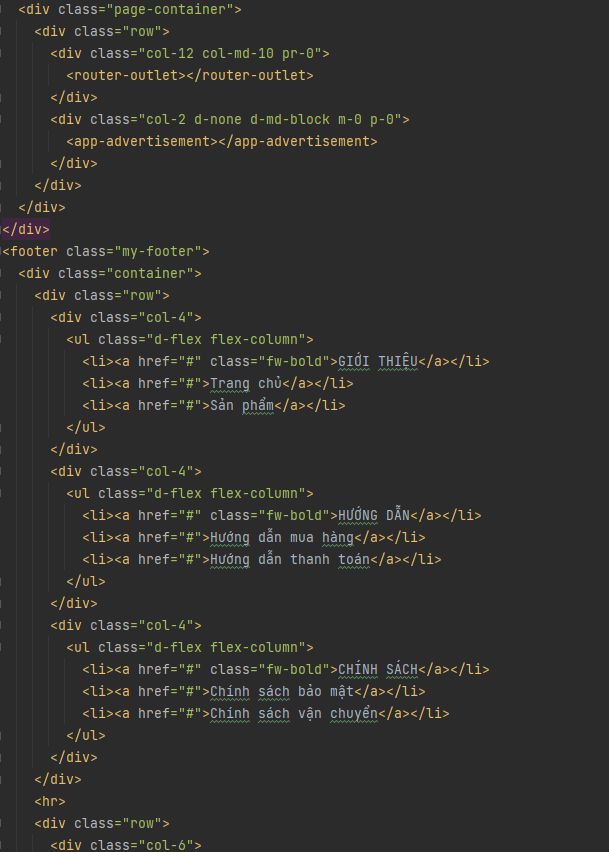 <div class="page-container">
<div class="row">
<div class="col-12 col-md-10 pr-0">
<router-outlet></router-outlet>
</div>
<div class="col-2 d-none d-md-block m-0 p-0">
<app-advertisement></app-advertisement>
</div>
</div>
</div>
</div>
<footer class="my-footer">
<div class="container">
<div class="row">
<div class="col-4">
<ul class="d-flex flex-column">
<li><a href="#" class="fw-bold">GIỚI THIỆU</a></li>
<li><a href="#">Trang chủ</a></li>
<li><a href="#">Sản phẩm</a></li>
</ul>
</div>
<div class="col-4">
<ul class="d-flex flex-column">
<li><a href="#" class="fw-bold">HƯỚNG DẪN</a></li>
<li><a href="#">Hướng dẫn mua hàng</a></li>
<li><a href="#">Hướng dẫn thanh toán</a></li>
</ul>
</div>
<div class="col-4">
<ul class="d-flex flex-column">
<li><a href="#" class="fw-bold">CHÍNH SÁCH</a></li>
<li><a href="#">Chính sách bảo mật</a></li>
<li><a href="#">Chính sách vận chuyển</a></li>
</ul>
</div>
</div>
<hr>
<div class="row">
<div class="col-6">